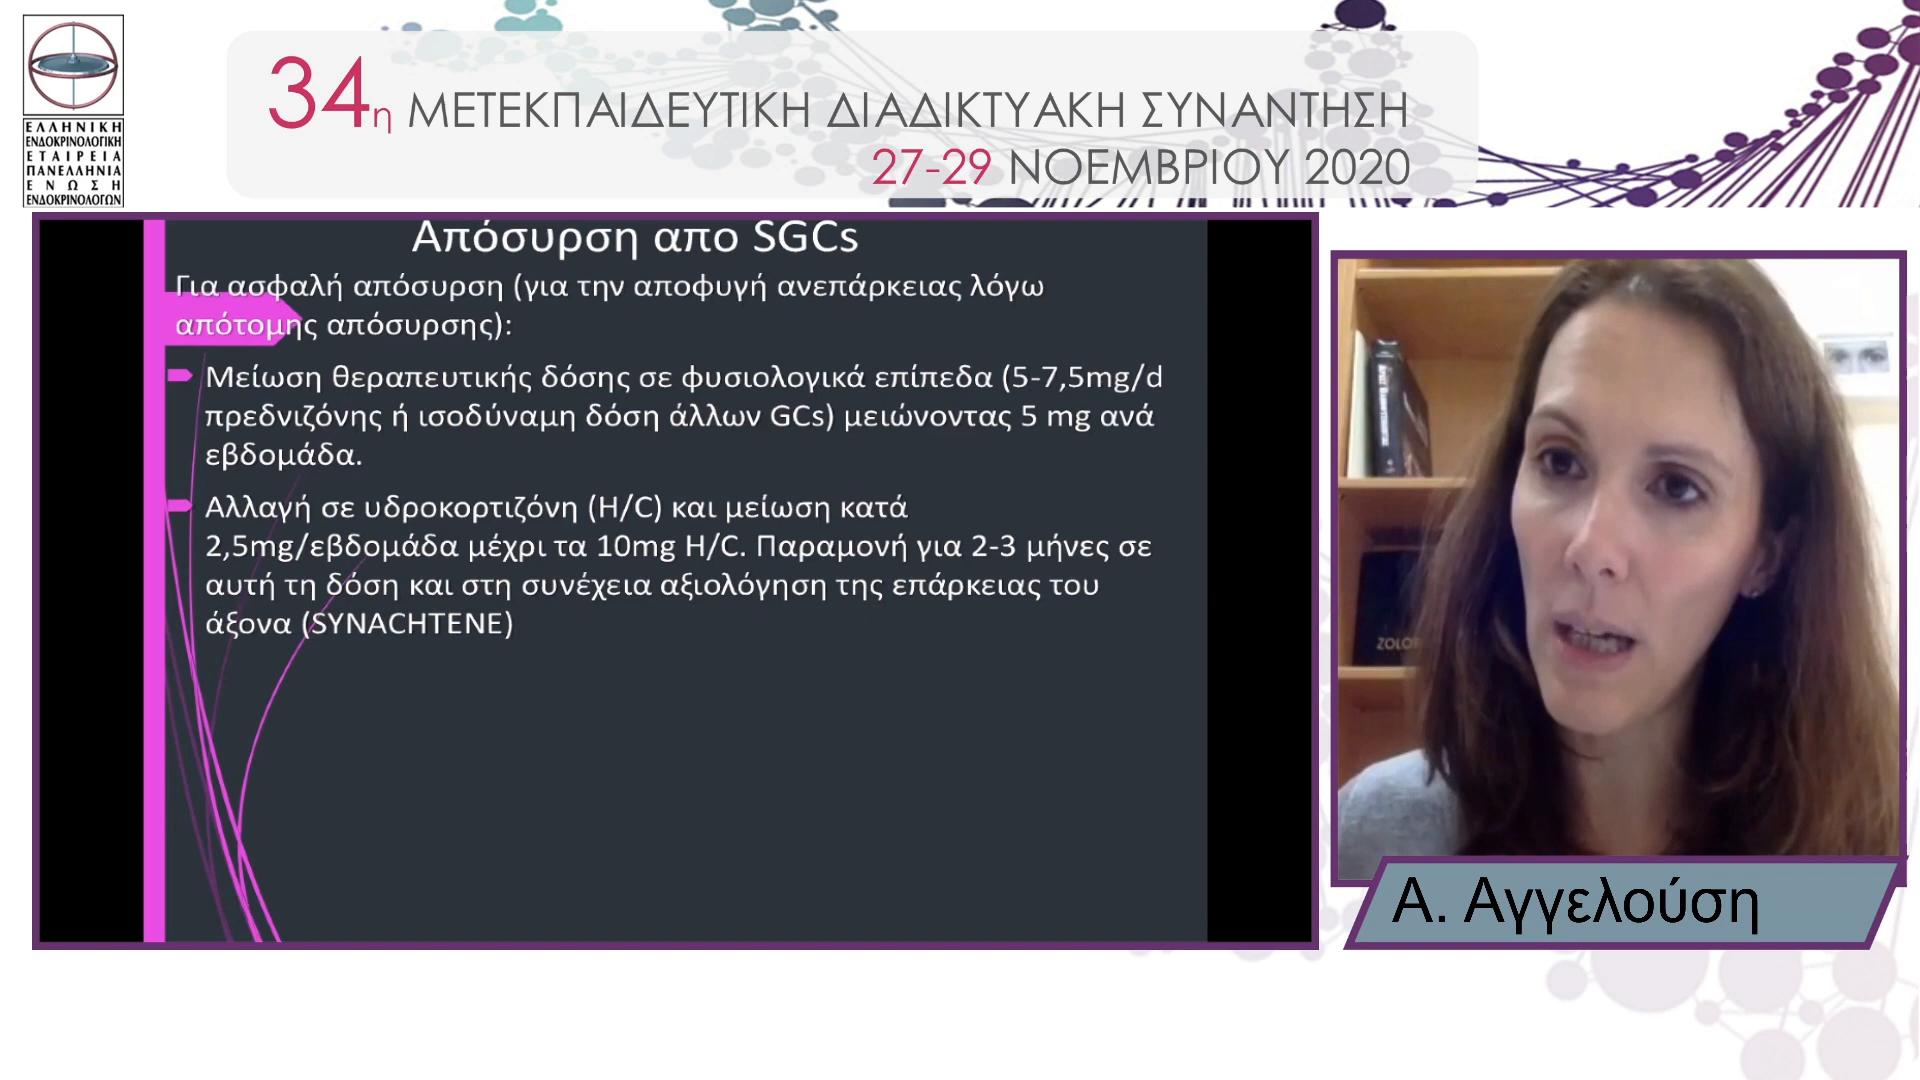 ΕΛΛΗΝΙΚΗ
ΕΝΔΟΚΡΙΝΟΛΟΓΙΚΗ
ΕΤΑΙΡΕΙΑ
ΠΑΝΕΛΛΗΝΙΑ
ΕΝΩΣΗ
ΕΝΔΟΚΡΙΝΟΛΟΓΩΝ
34η ΜΕΤΕΚΠΑΙΔΕΥΤΙΚΗ ΔΙΑΔΙΚΤΥΑΚΗ ΣΥΝΑΝΤΗΣΗ
27-29 ΝΟΕΜΒΡΙΟΥ 2020
Απόσυρση απο SGCs
Για ασφαλή απόσυρση (για την αποφυγή ανεπάρκειας λόγω
απότομης απόσυρσης):
Μείωση θεραπευτικής δόσης σε φυσιολογικά επίπεδα (5-7,5mg/d
πρεδνιζόνης ή ισοδύναμη δόση άλλων GCs) μειώνοντας 5 mg ανά
εβδομάδα.
Αλλαγή σε υδροκορτιζόνη (H/C) και μείωση κατά
2,5mg/εβδομάδα μέχρι τα 10mg H/C. Παραμονή για 2-3 μήνες σε
αυτή τη δόση και στη συνέχεια αξιολόγηση της επάρκειας του
άξονα (SYNACHTENE)
Α. Αγγελούση